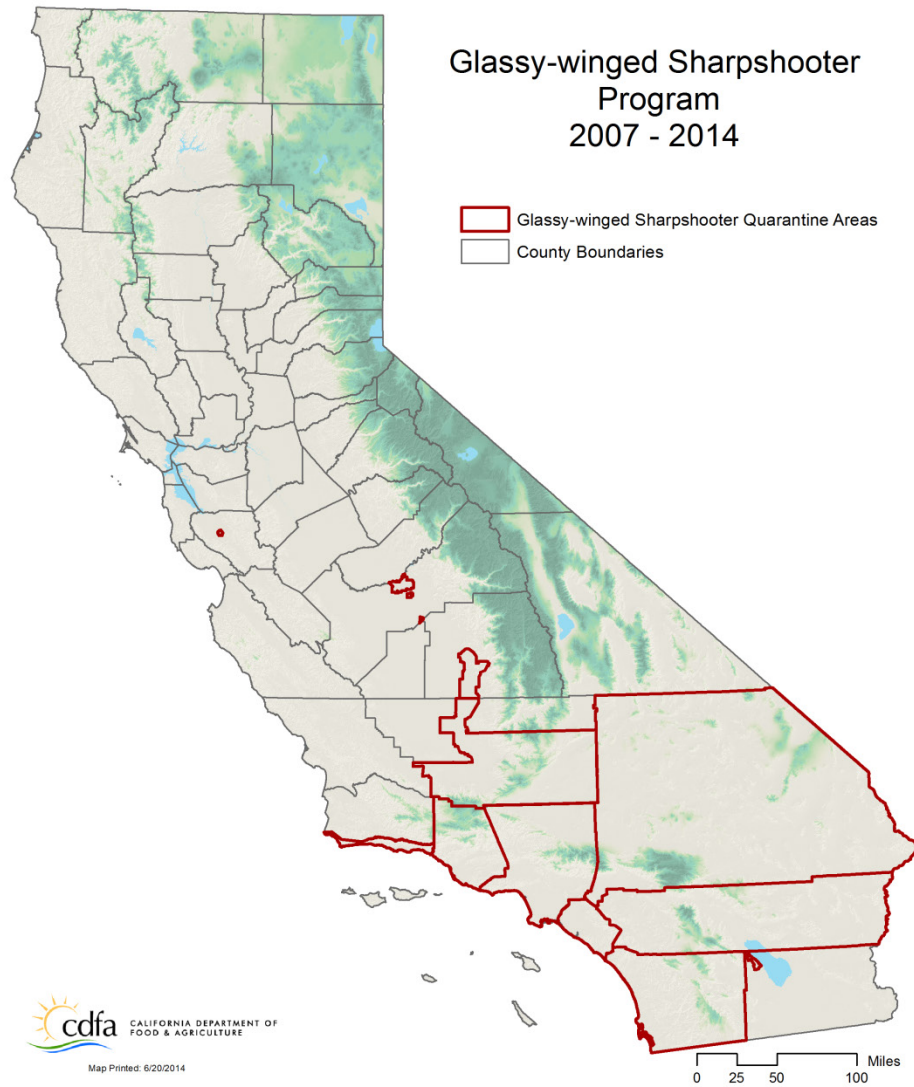 Glassy-winged Sharpshooter
Program
2007 - 2014
Glassy-winged Sharpshooter Quarantine Areas
County Boundaries
cdfa
CALIFORNIA DEPARTMENT OF
FOOD & AGRICULTURE
Map Printed: 6/20/2014
Miles
0 25 50 100